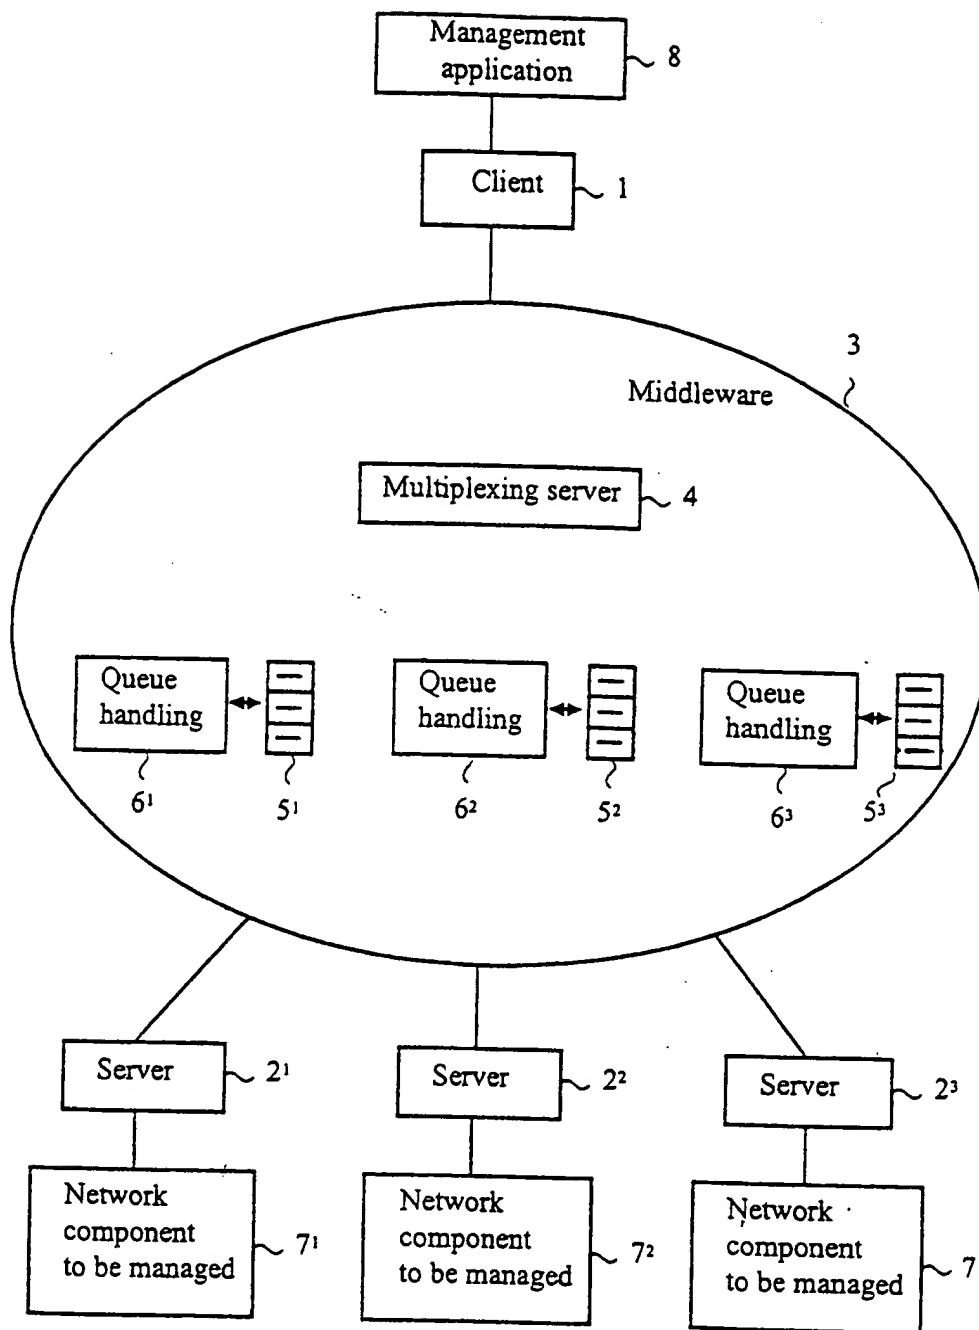 Management
application
8
Client
1
3
Middleware
Multiplexing server
4
Queue
handling
Queue
handling
Queue
handling
6¹
5¹
6²
5²
6³
5³
Server
2¹
Server
2²
Server
2³
Network
component
to be managed
7¹
Network
component
to be managed
7²
Network
component
to be managed
7